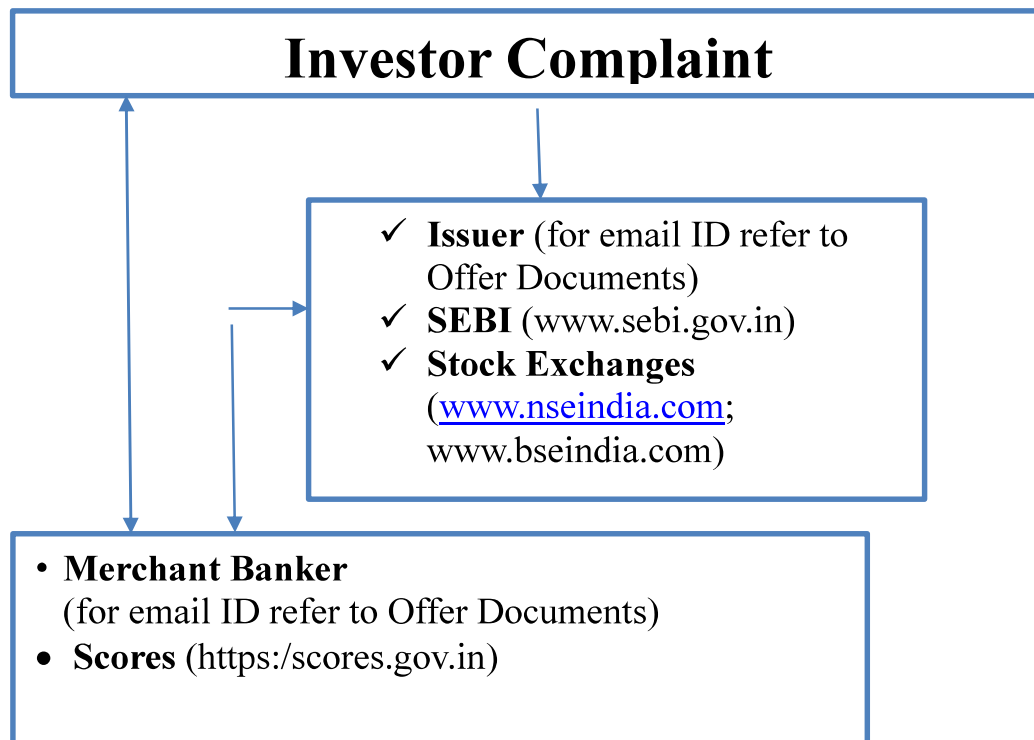 Investor Complaint
✓ Issuer (for email ID refer to
Offer Documents)
✓ SEBI (www.sebi.gov.in)
✓ Stock Exchanges
(www.nseindia.com;
www.bseindia.com)
• Merchant Banker
(for email ID refer to Offer Documents)
• Scores (https:/scores.gov.in)